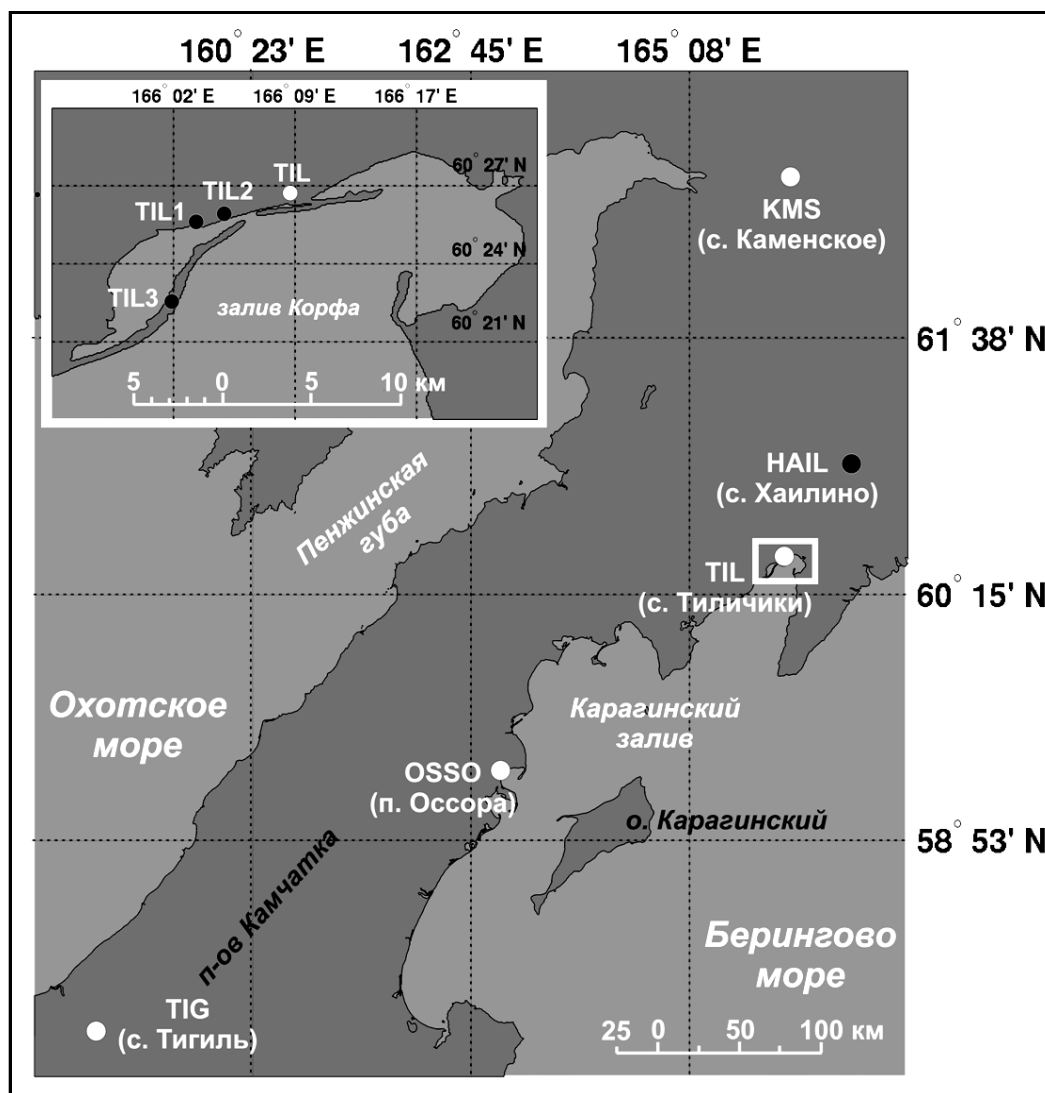 160° 23' E
162° 45' E
165° 08' E
166° 02' E
166° 09' E
166° 17' E
TIL
TIL2
TIL1
TIL3
60° 27' N
60° 24' N
60° 21' N
залив Корфа
5 0 5 10 км
KMS
(с. Каменское)
61° 38' N
Пенжинская
губа
HAIL
(с. Хаилино)
TIL
(с. Тиличики)
60° 15' N
Охотское
море
Карагинский
залив
OSSO
(п. Оссора)
о. Карагинский
58° 53' N
п-ов Камчатка
Берингово
море
TIG
(с. Тигиль)
25 0 50 100 км